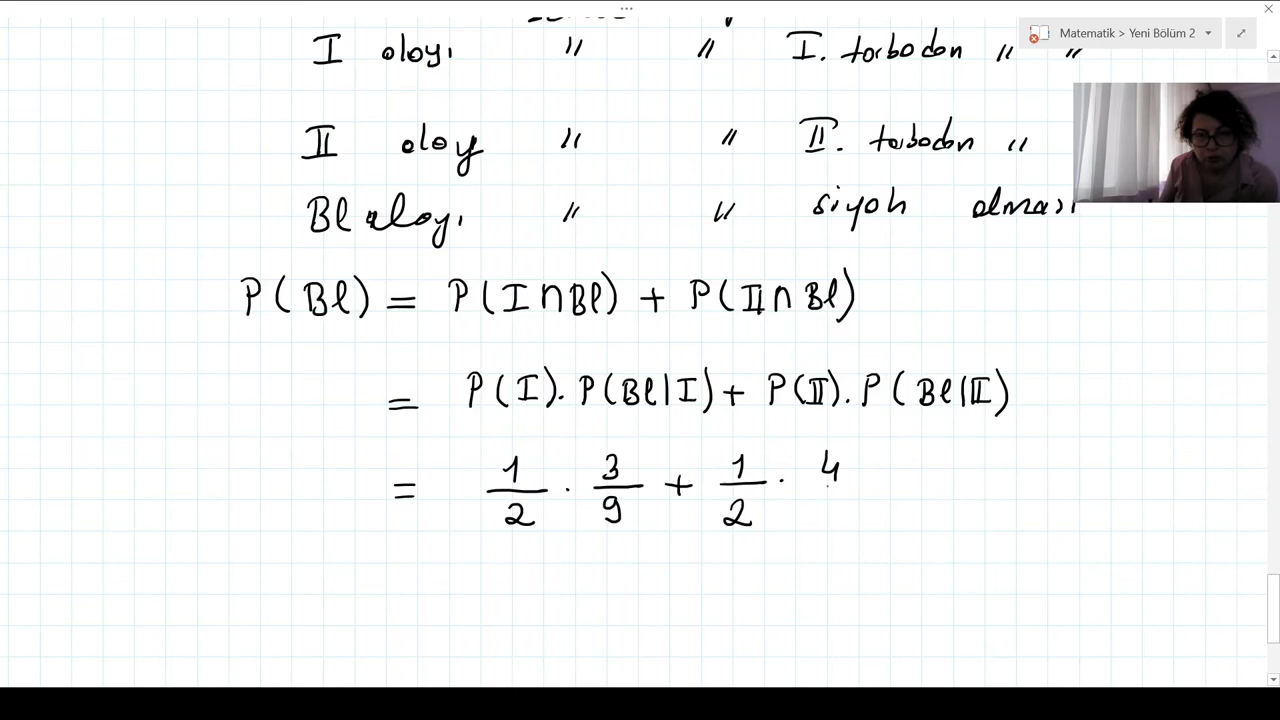 Matematik > Yeni Bölüm 2
I olayı " " I. torbadan " "
II olay " " II. torbadan "
Bl olayı " " siyah olması
P(Bl) = P(I∩Bl) + P(II∩Bl)
= P(I). P(Bl|I) + P(II). P(Bl|II)
= 1/2 . 3/9 + 1/2 . 4